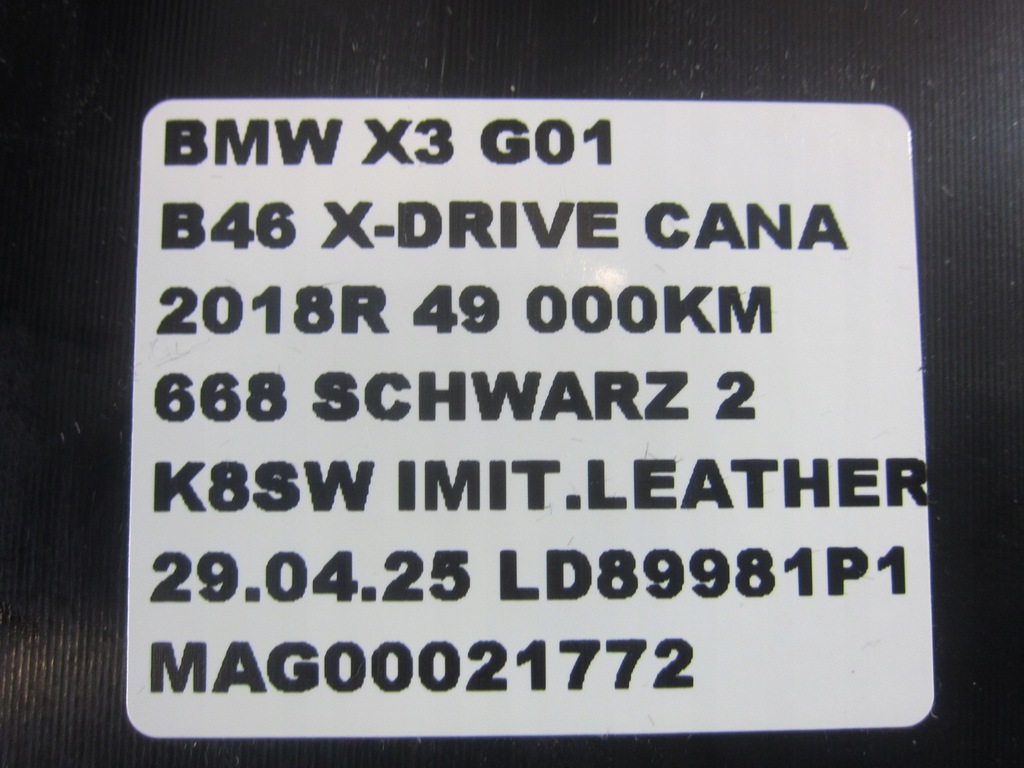 BMW X3 G01
B46 X-DRIVE CANA
2018R 49 000KM
668 SCHWARZ 2
K8SW IMIT.LEATHER
29.04.25 LD89981P1
MAG00021772